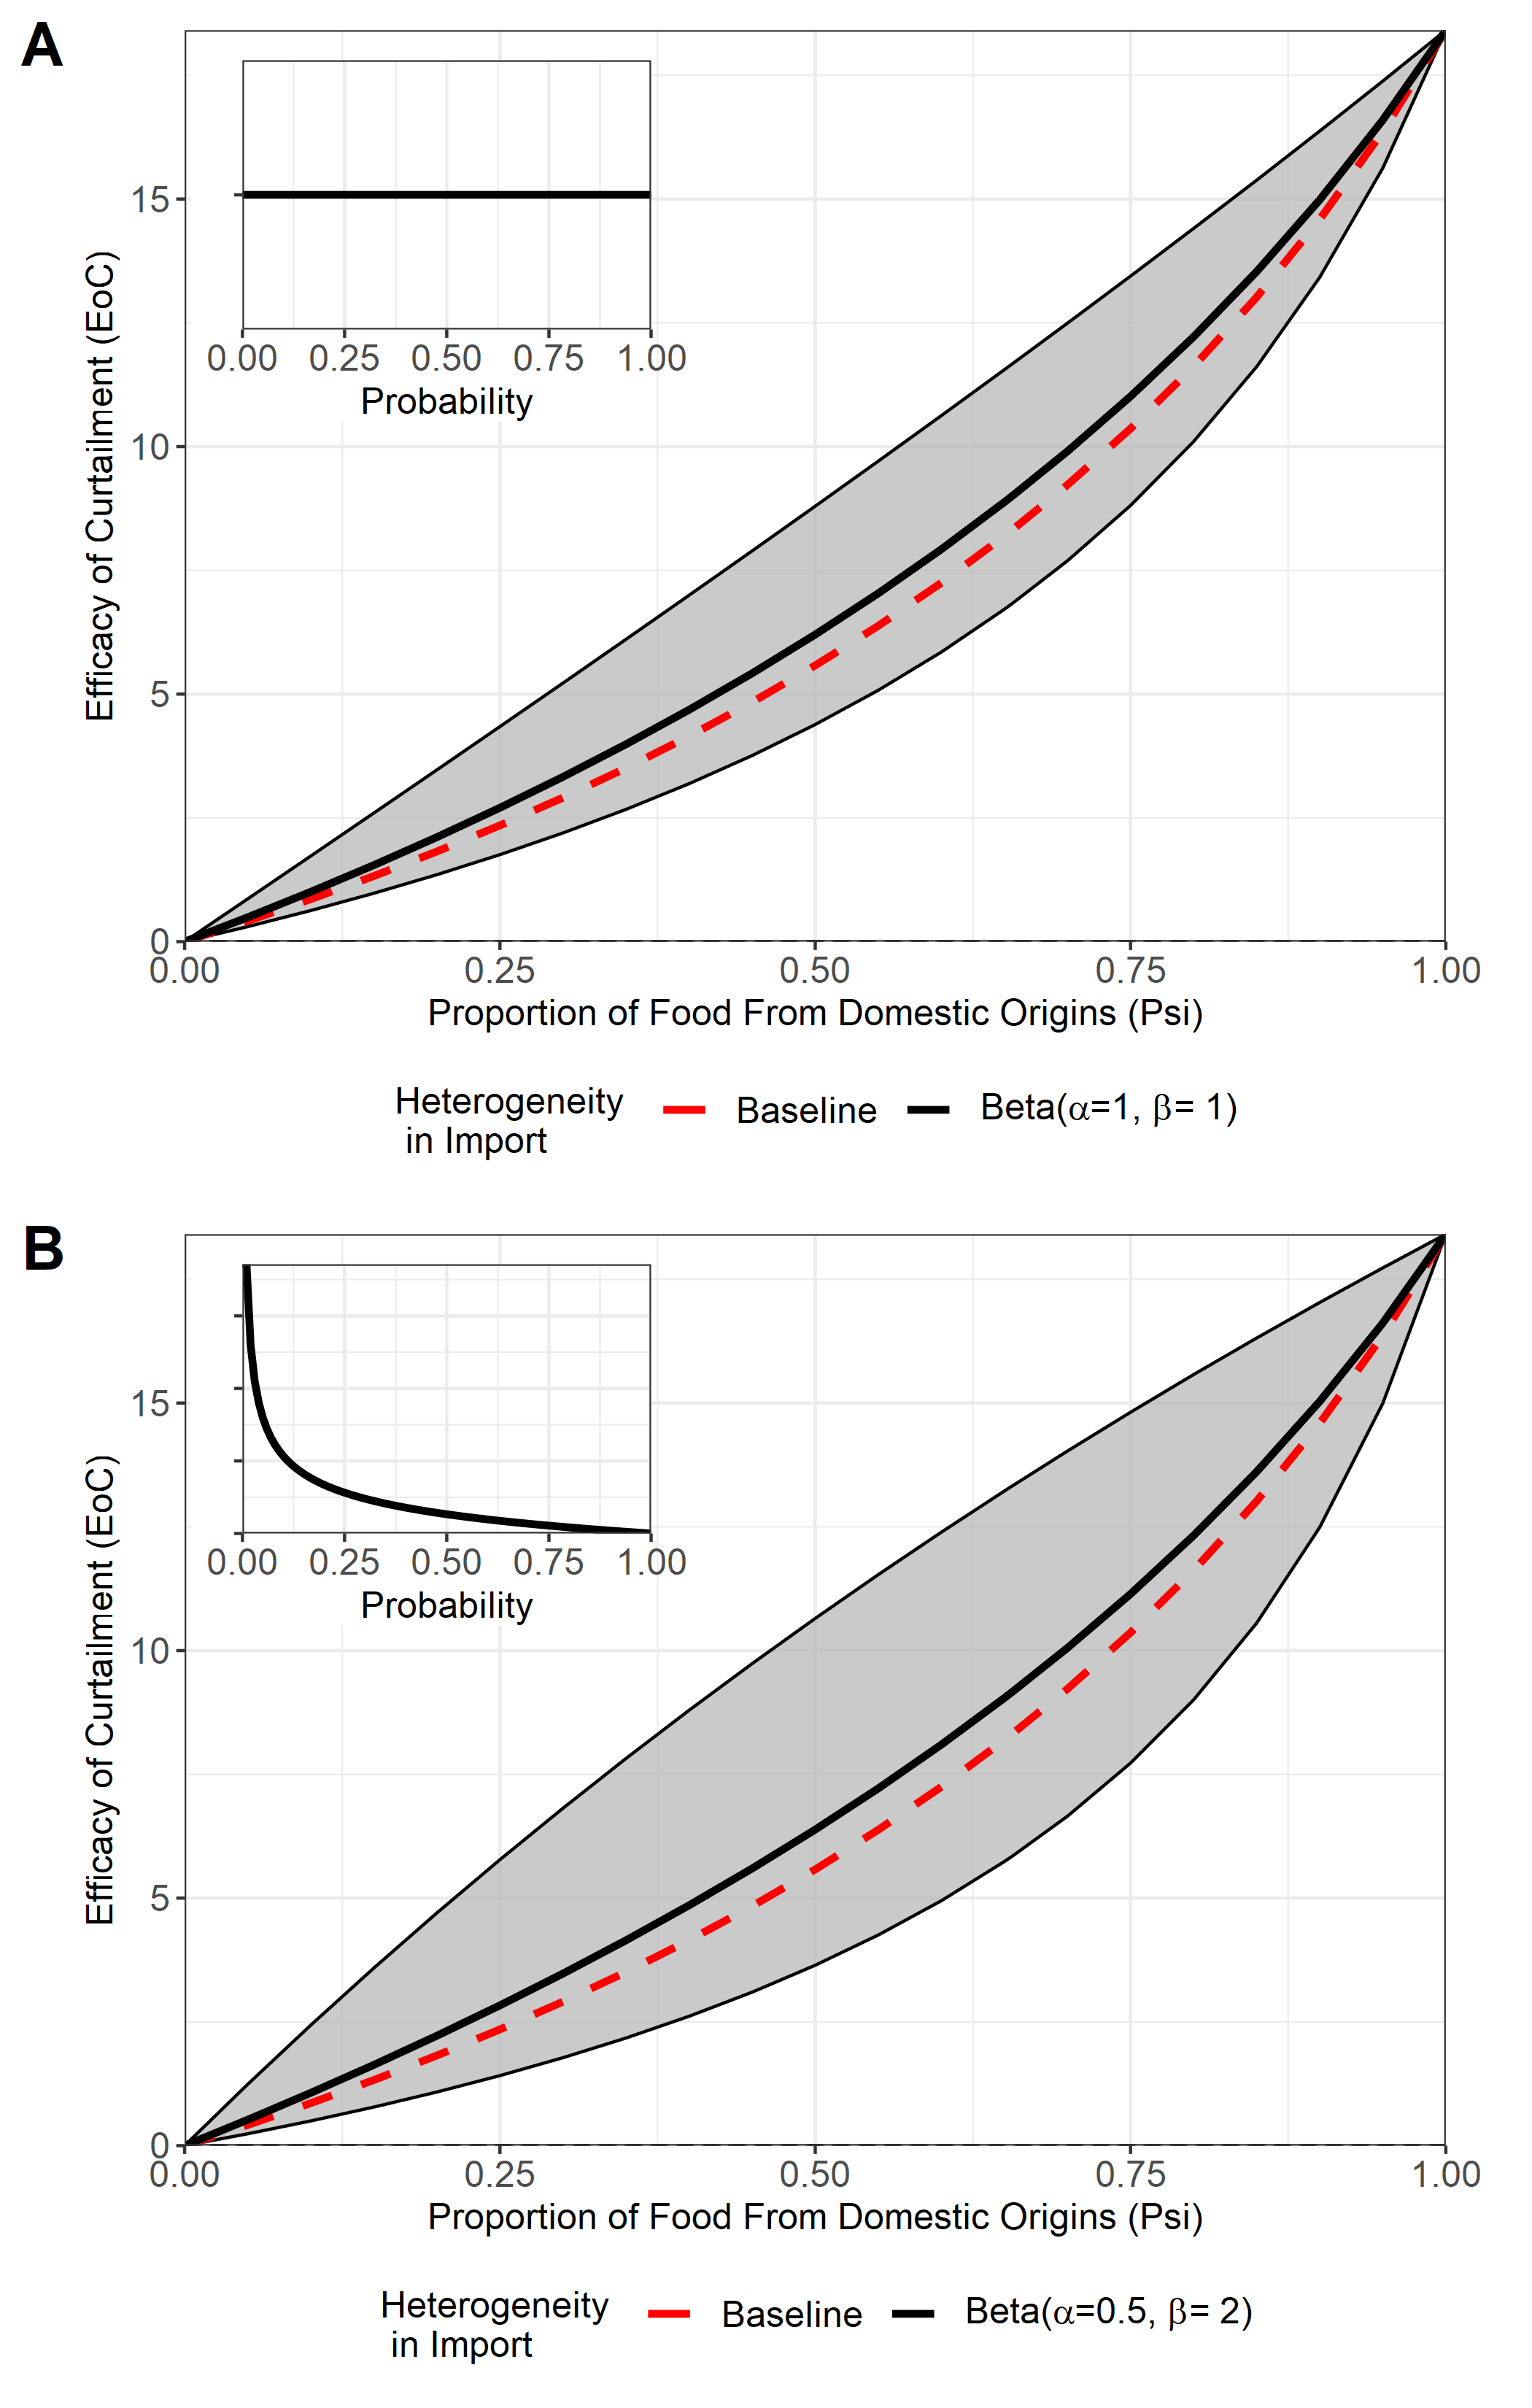 A
Efficacy of Curtailment (EoC)
15
10
5
0
0.00 0.25 0.50 0.75 1.00
Probability
0.00 0.25 0.50 0.75 1.00
Proportion of Food From Domestic Origins (Psi)
Heterogeneity
in Import
Baseline
Beta(α=1, β= 1)
B
Efficacy of Curtailment (EoC)
15
10
5
0
0.00 0.25 0.50 0.75 1.00
Probability
0.00 0.25 0.50 0.75 1.00
Proportion of Food From Domestic Origins (Psi)
Heterogeneity
in Import
Baseline
Beta(α=0.5, β= 2)